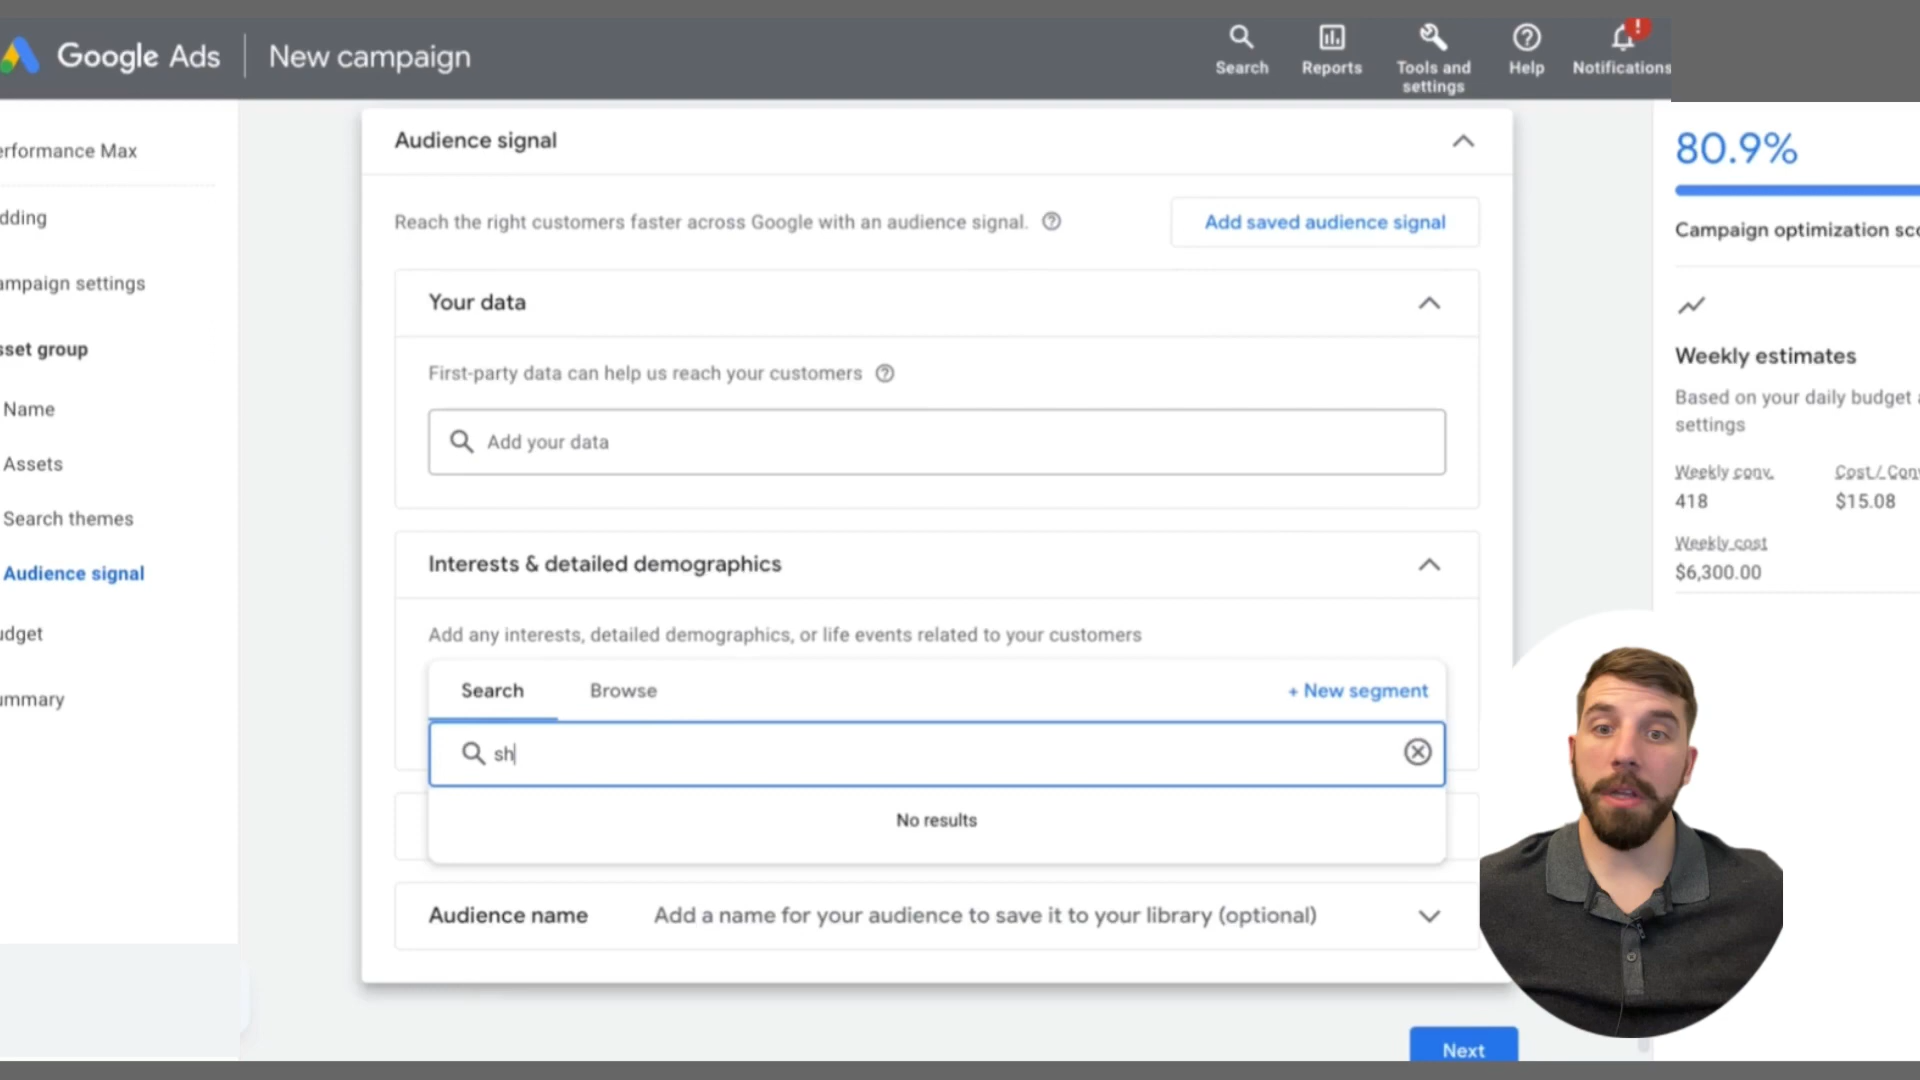 Google Ads
New campaign
Search
Reports
Tools and
settings
Help
!
Notifications
erformance Max
dding
ampaign settings
sset group
Name
Assets
Search themes
Audience signal
udget
ummary
Audience signal
Reach the right customers faster across Google with an audience signal.
Add saved audience signal
Your data
First-party data can help us reach your customers
Add your data
Interests & detailed demographics
Add any interests, detailed demographics, or life events related to your customers
Search
Browse
+ New segment
sh
No results
Audience name
Add a name for your audience to save it to your library (optional)
Next
80.9%
Campaign optimization sco
Weekly estimates
Based on your daily budget a
settings
Weekly conv.
Cost / Conv
418
$15.08
Weekly cost
$6,300.00